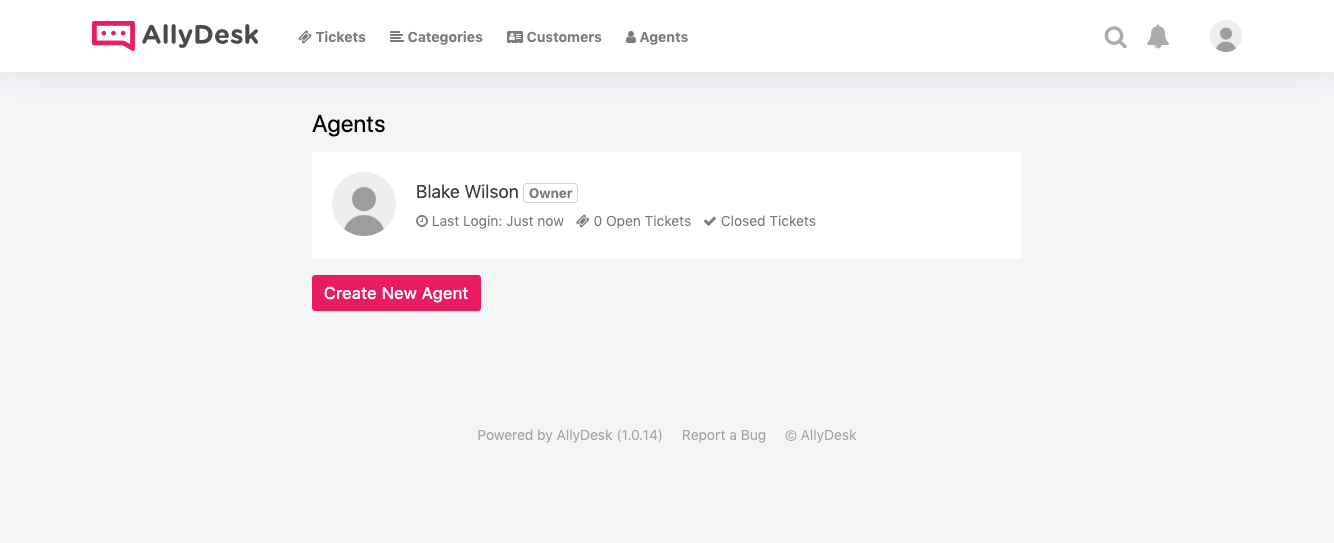 AllyDesk Tickets Categories Customers Agents
Agents
Blake Wilson Owner
Last Login: Just now 0 Open Tickets Closed Tickets
Create New Agent
Powered by AllyDesk (1.0.14) Report a Bug © AllyDesk